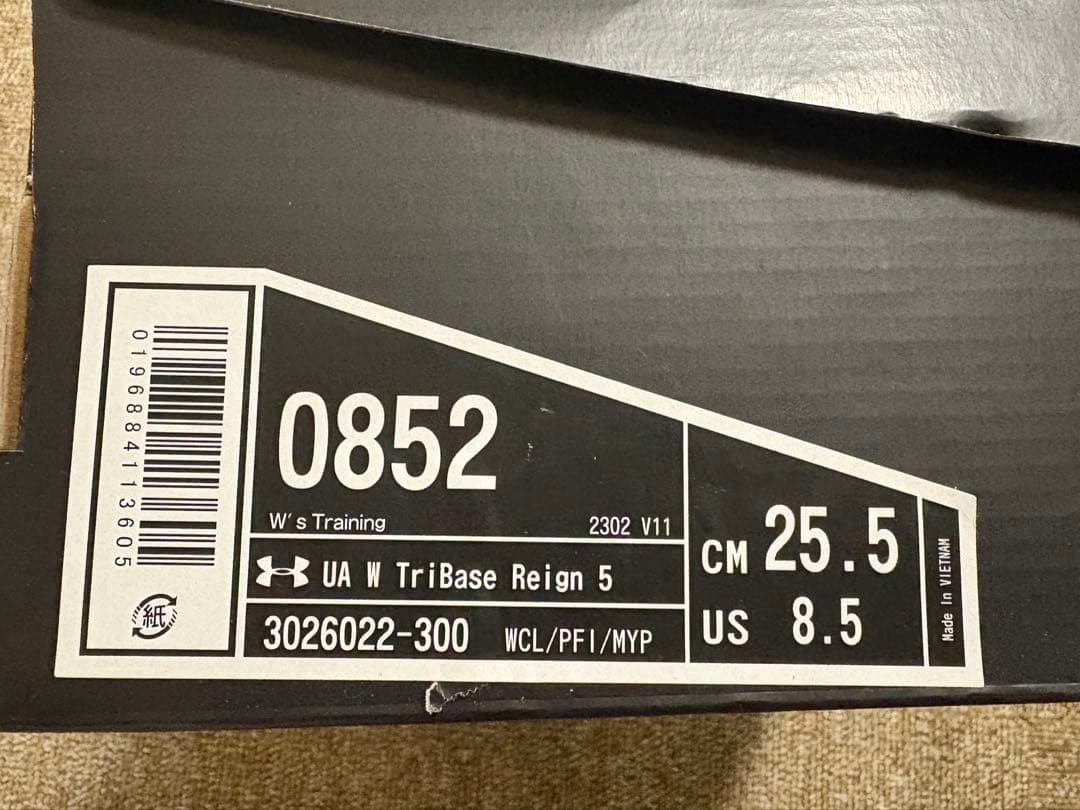 0196884113605
紙
0852
W's Training 2302 V11
UA W TriBase Reign 5
3026022-300 WCL/PFI/MYP
CM 25.5
US 8.5
Made In VIETNAM